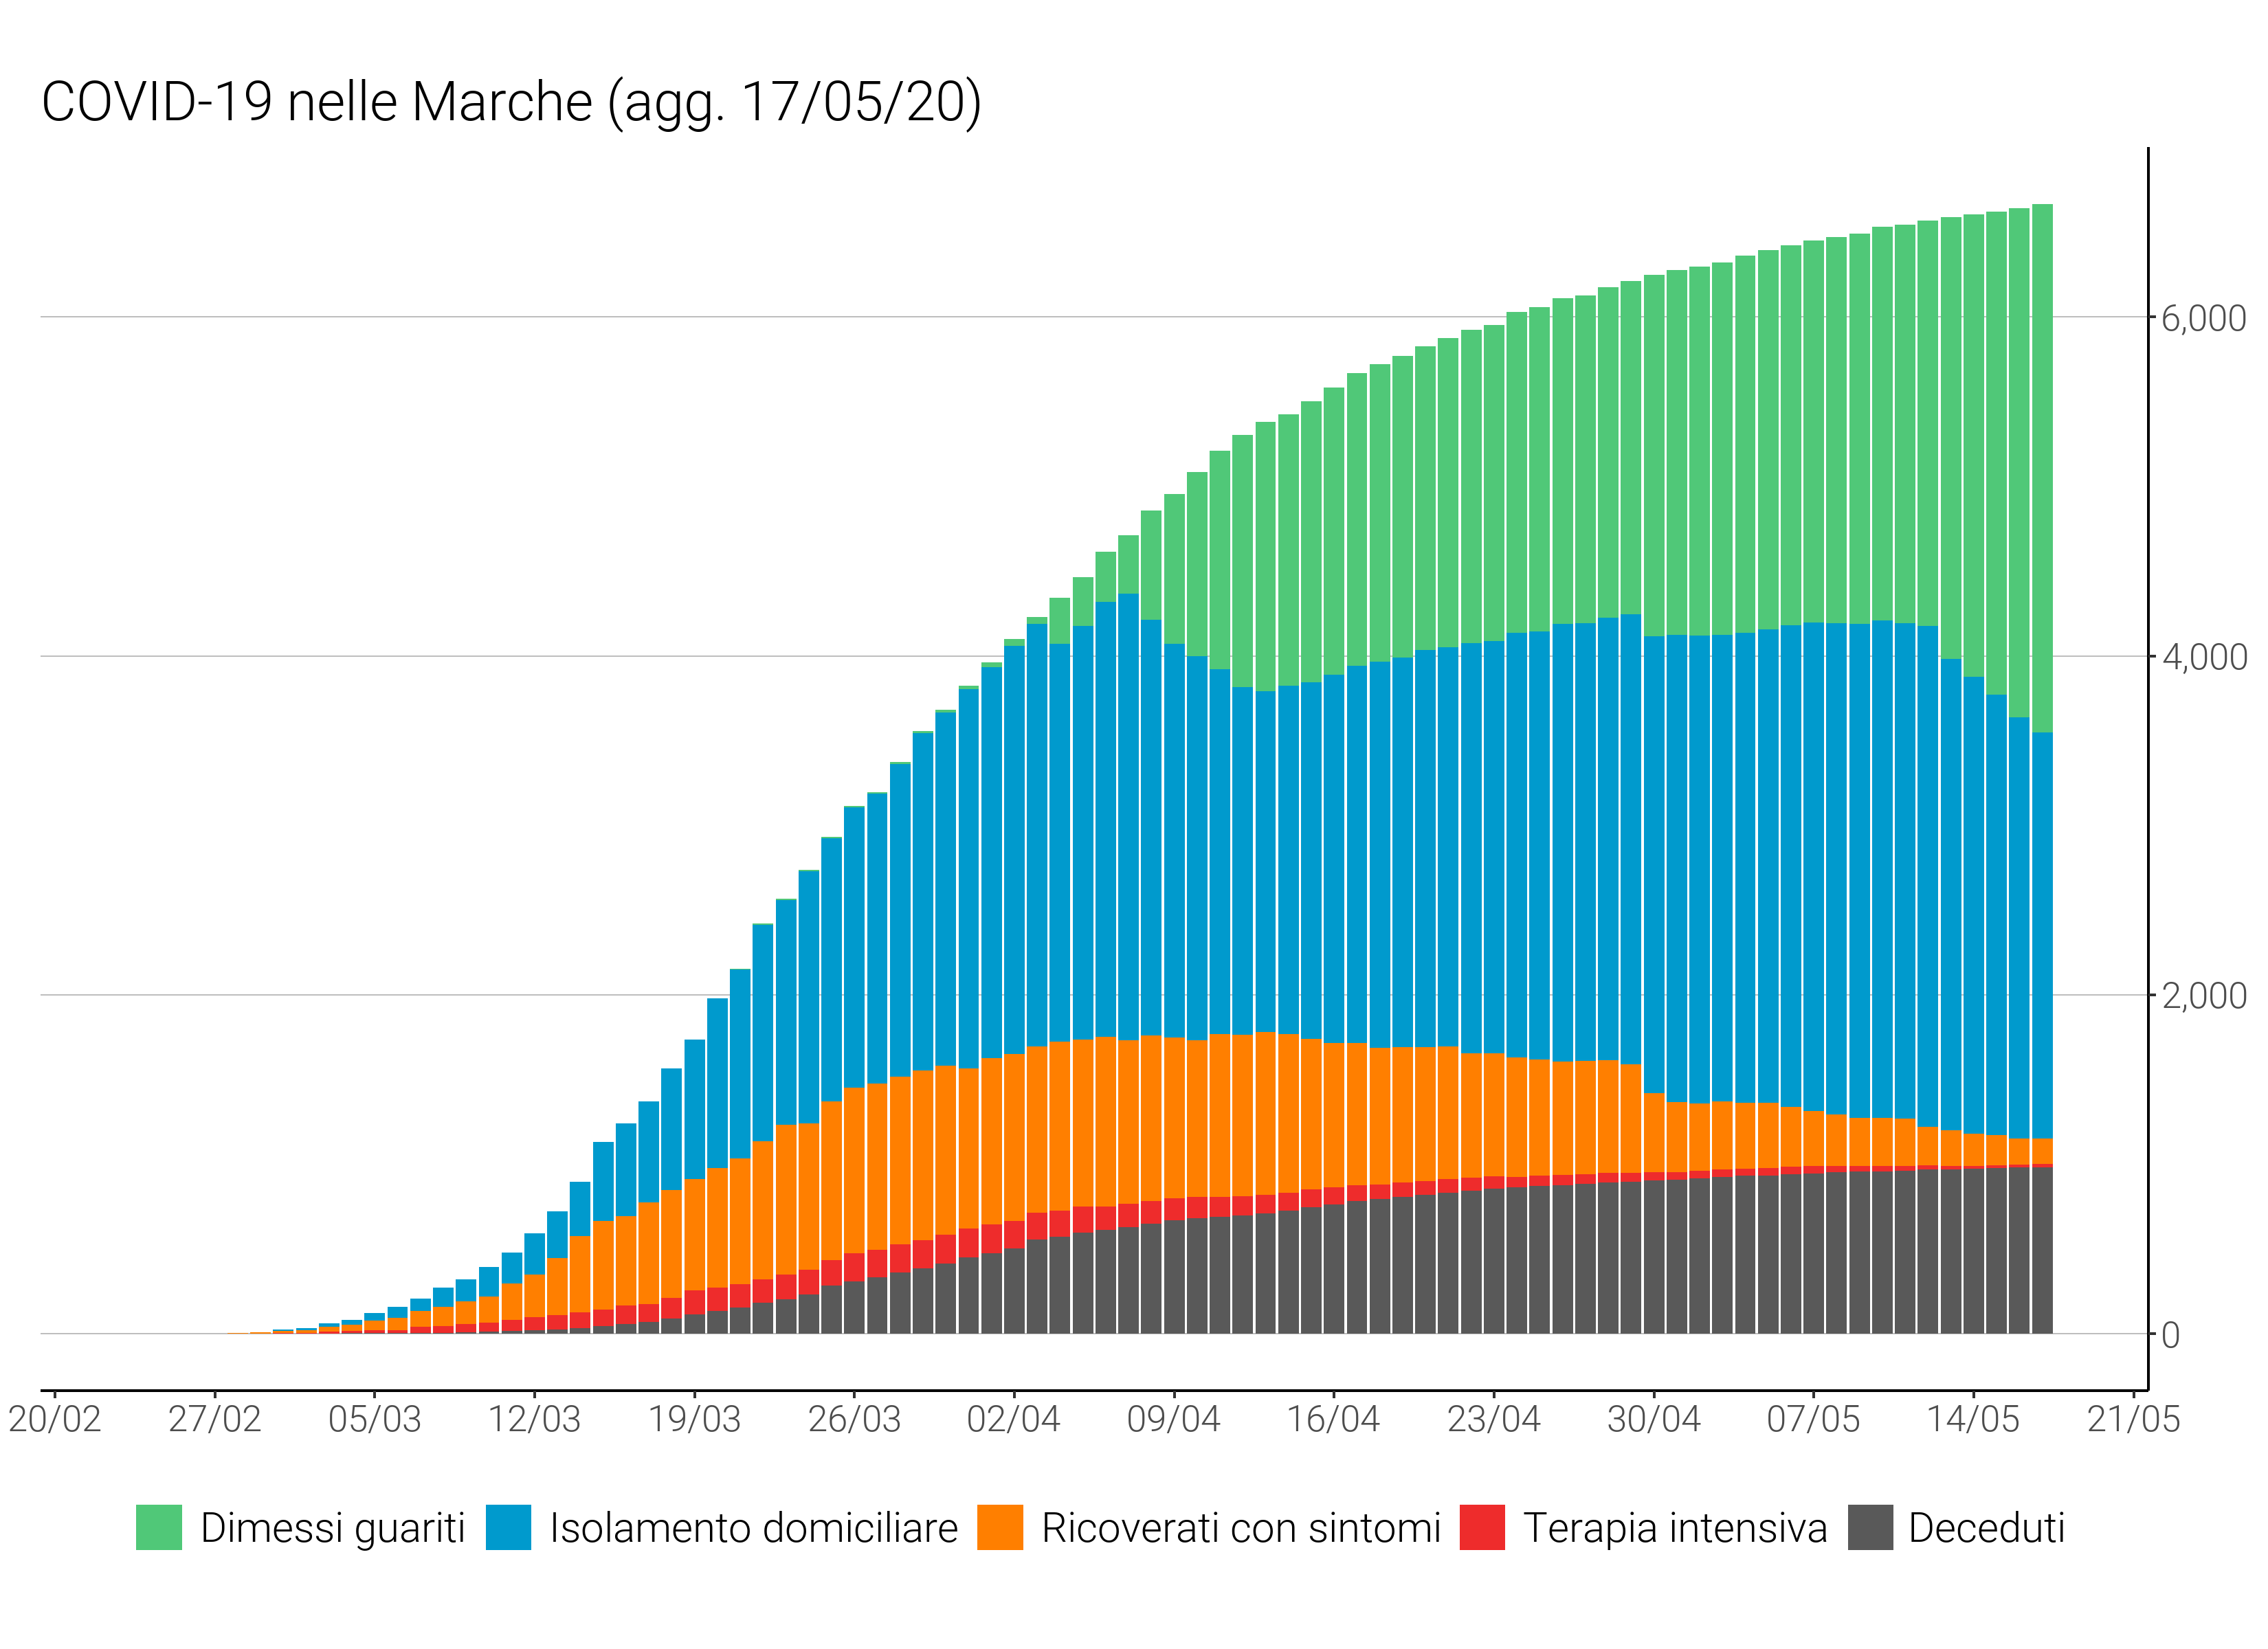 COVID-19 nelle Marche (agg. 17/05/20)
6,000
4,000
2,000
0
20/02 27/02 05/03 12/03 19/03 26/03 02/04 09/04 16/04 23/04 30/04 07/05 14/05 21/05
Dimessi guariti Isolamento domiciliare Ricoverati con sintomi Terapia intensiva Deceduti